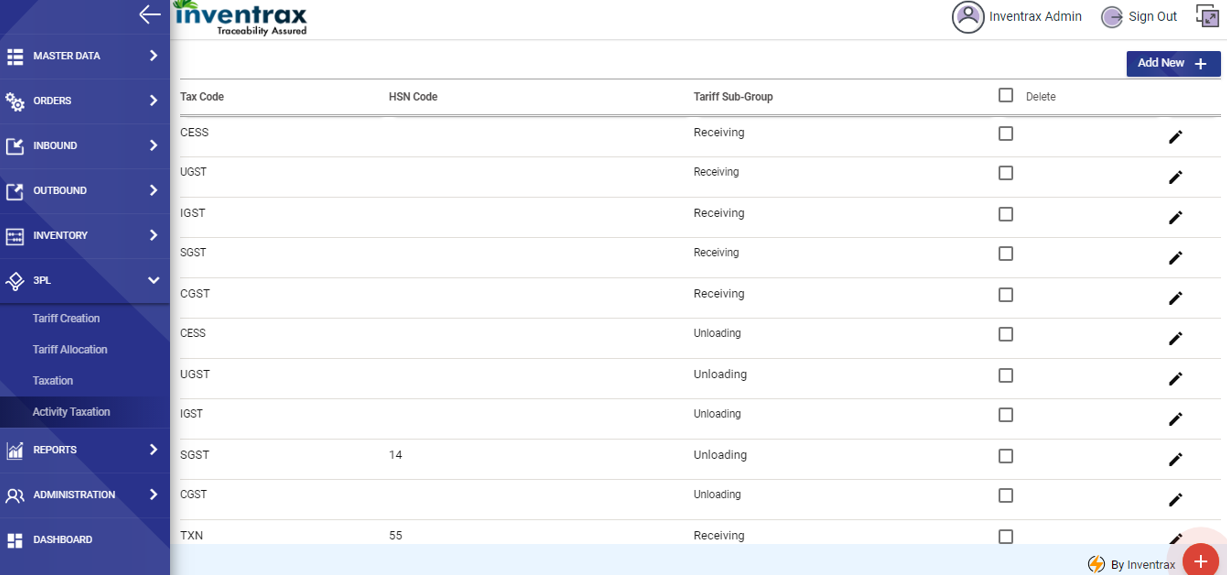 inventrax
Traceability Assured
Inventrax Admin
Sign Out
MASTER DATA
ORDERS
INBOUND
OUTBOUND
INVENTORY
3PL
Tariff Creation
Tariff Allocation
Taxation
Activity Taxation
REPORTS
ADMINISTRATION
DASHBOARD
Add New +
Tax Code HSN Code Tariff Sub-Group Delete
CESS Receiving
UGST Receiving
IGST Receiving
SGST Receiving
CGST Receiving
CESS Unloading
UGST Unloading
IGST Unloading
SGST 14 Unloading
CGST Unloading
TXN 55 Receiving
By Inventrax
+